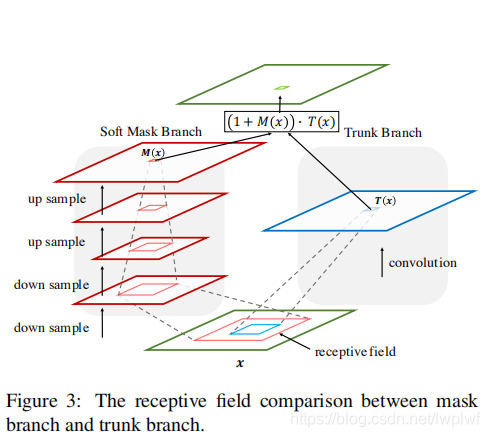 (1 + M(x)) · T(x)
Soft Mask Branch
Trunk Branch
M(x)
T(x)
up sample
up sample
down sample
down sample
convolution
receptive field
x
Figure 3: The receptive field comparison between mask
branch and trunk branch.
https://blog.csdn.net/lwplwf